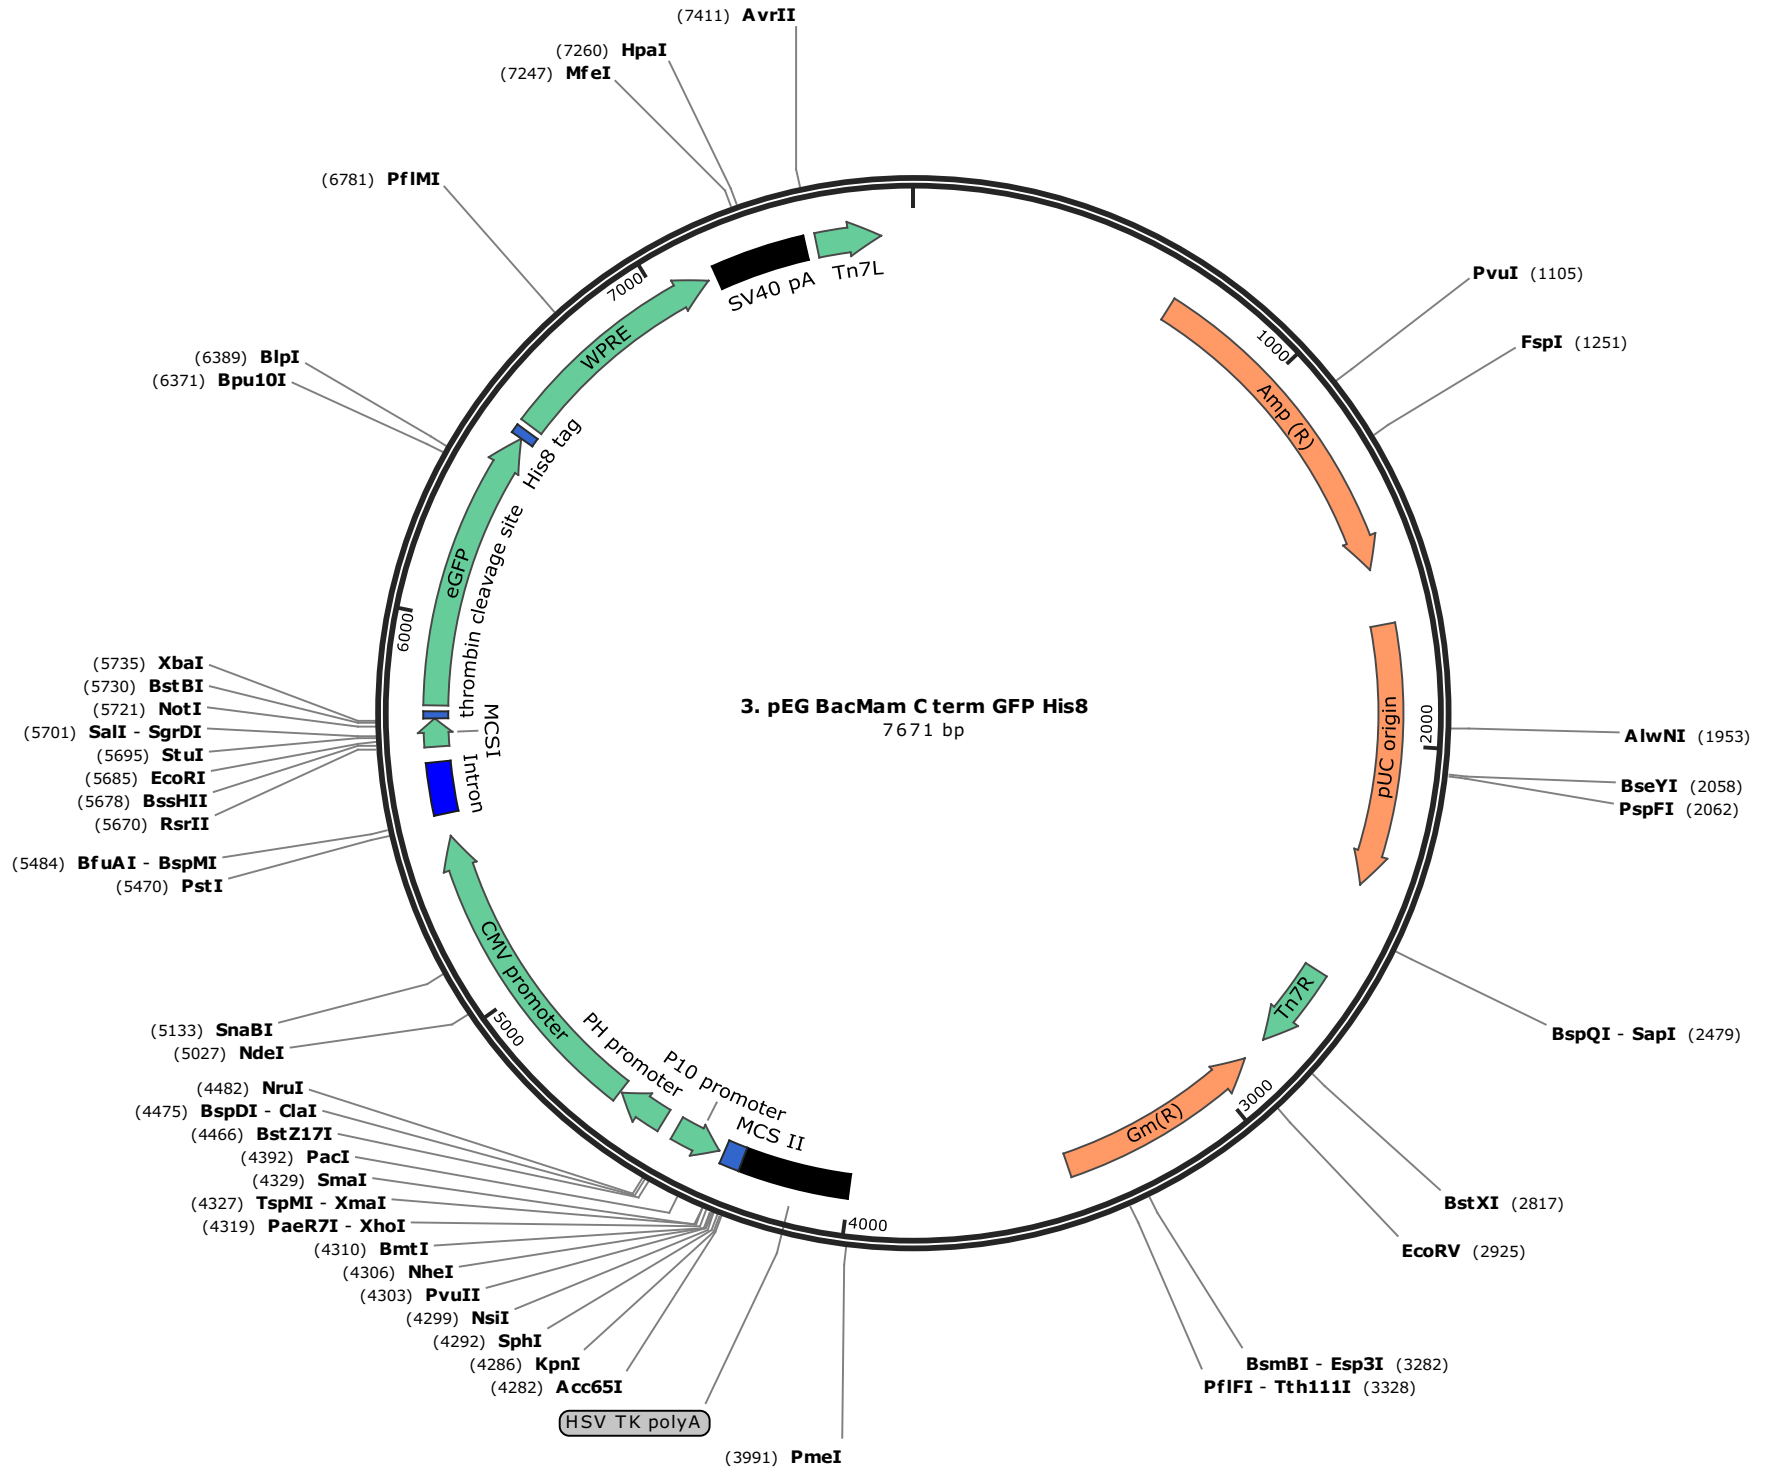 (7411) AvrII
(7260) HpaI
(7247) MfeI
(6781) PflMI
(6389) BlpI
(6371) Bpu10I
(5735) XbaI
(5730) BstBI
(5721) NotI
(5701) SalI - SgrDI
(5695) StuI
(5685) EcoRI
(5678) BssHII
(5670) RsrII
(5484) BfuAI - BspMI
(5470) PstI
(5133) SnaBI
(5027) NdeI
(4482) NruI
(4475) BspDI - ClaI
(4466) BstZ17I
(4392) PacI
(4329) SmaI
(4327) TspMI - XmaI
(4319) PaeR7I - XhoI
(4310) BmtI
(4306) NheI
(4303) PvuII
(4299) NsiI
(4292) SphI
(4286) KpnI
(4282) Acc65I
HSV TK polyA
(3991) PmeI
PvuI (1105)
FspI (1251)
AlwNI (1953)
BseYI (2058)
PspFI (2062)
BspQI - SapI (2479)
BstXI (2817)
EcoRV (2925)
BsmBI - Esp3I (3282)
PflFI - Tth111I (3328)
1000
2000
3000
4000
5000
6000
7000
Tn7L
SV40 pA
WPRE
His8 tag
eGFP
thrombin cleavage site
MCSI
Intron
CMV promoter
PH promoter
P10 promoter
MCS II
Amp (R)
pUC origin
Tn7R
Gm(R)
3. pEG BacMam C term GFP His8
7671 bp